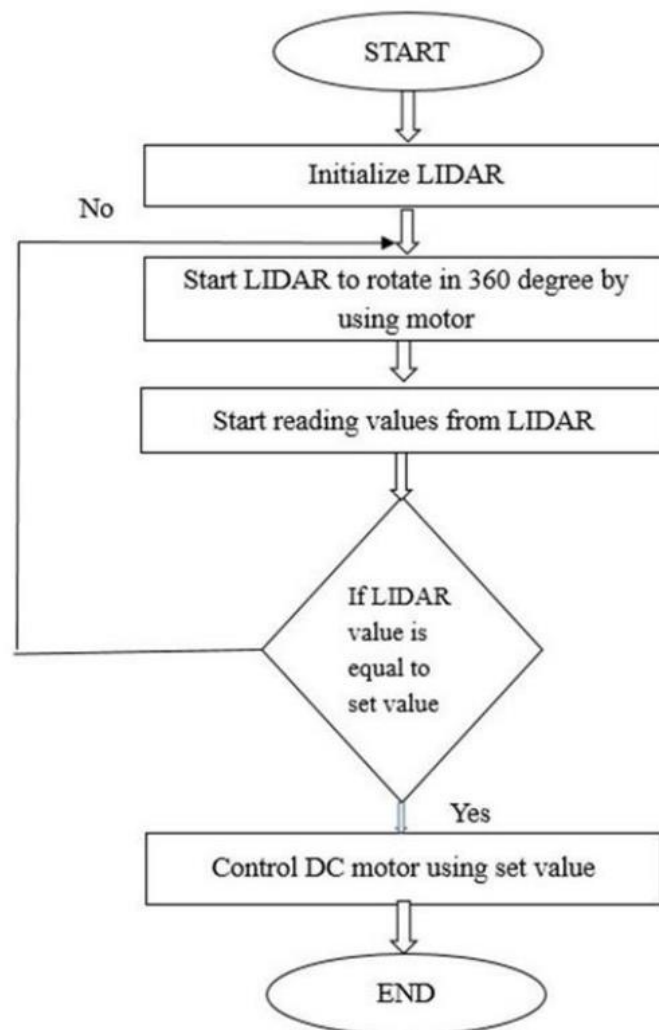 START
Initialize LIDAR
No
Start LIDAR to rotate in 360 degree by
using motor
Start reading values from LIDAR
If LIDAR
value is
equal to
set value
Yes
Control DC motor using set value
END